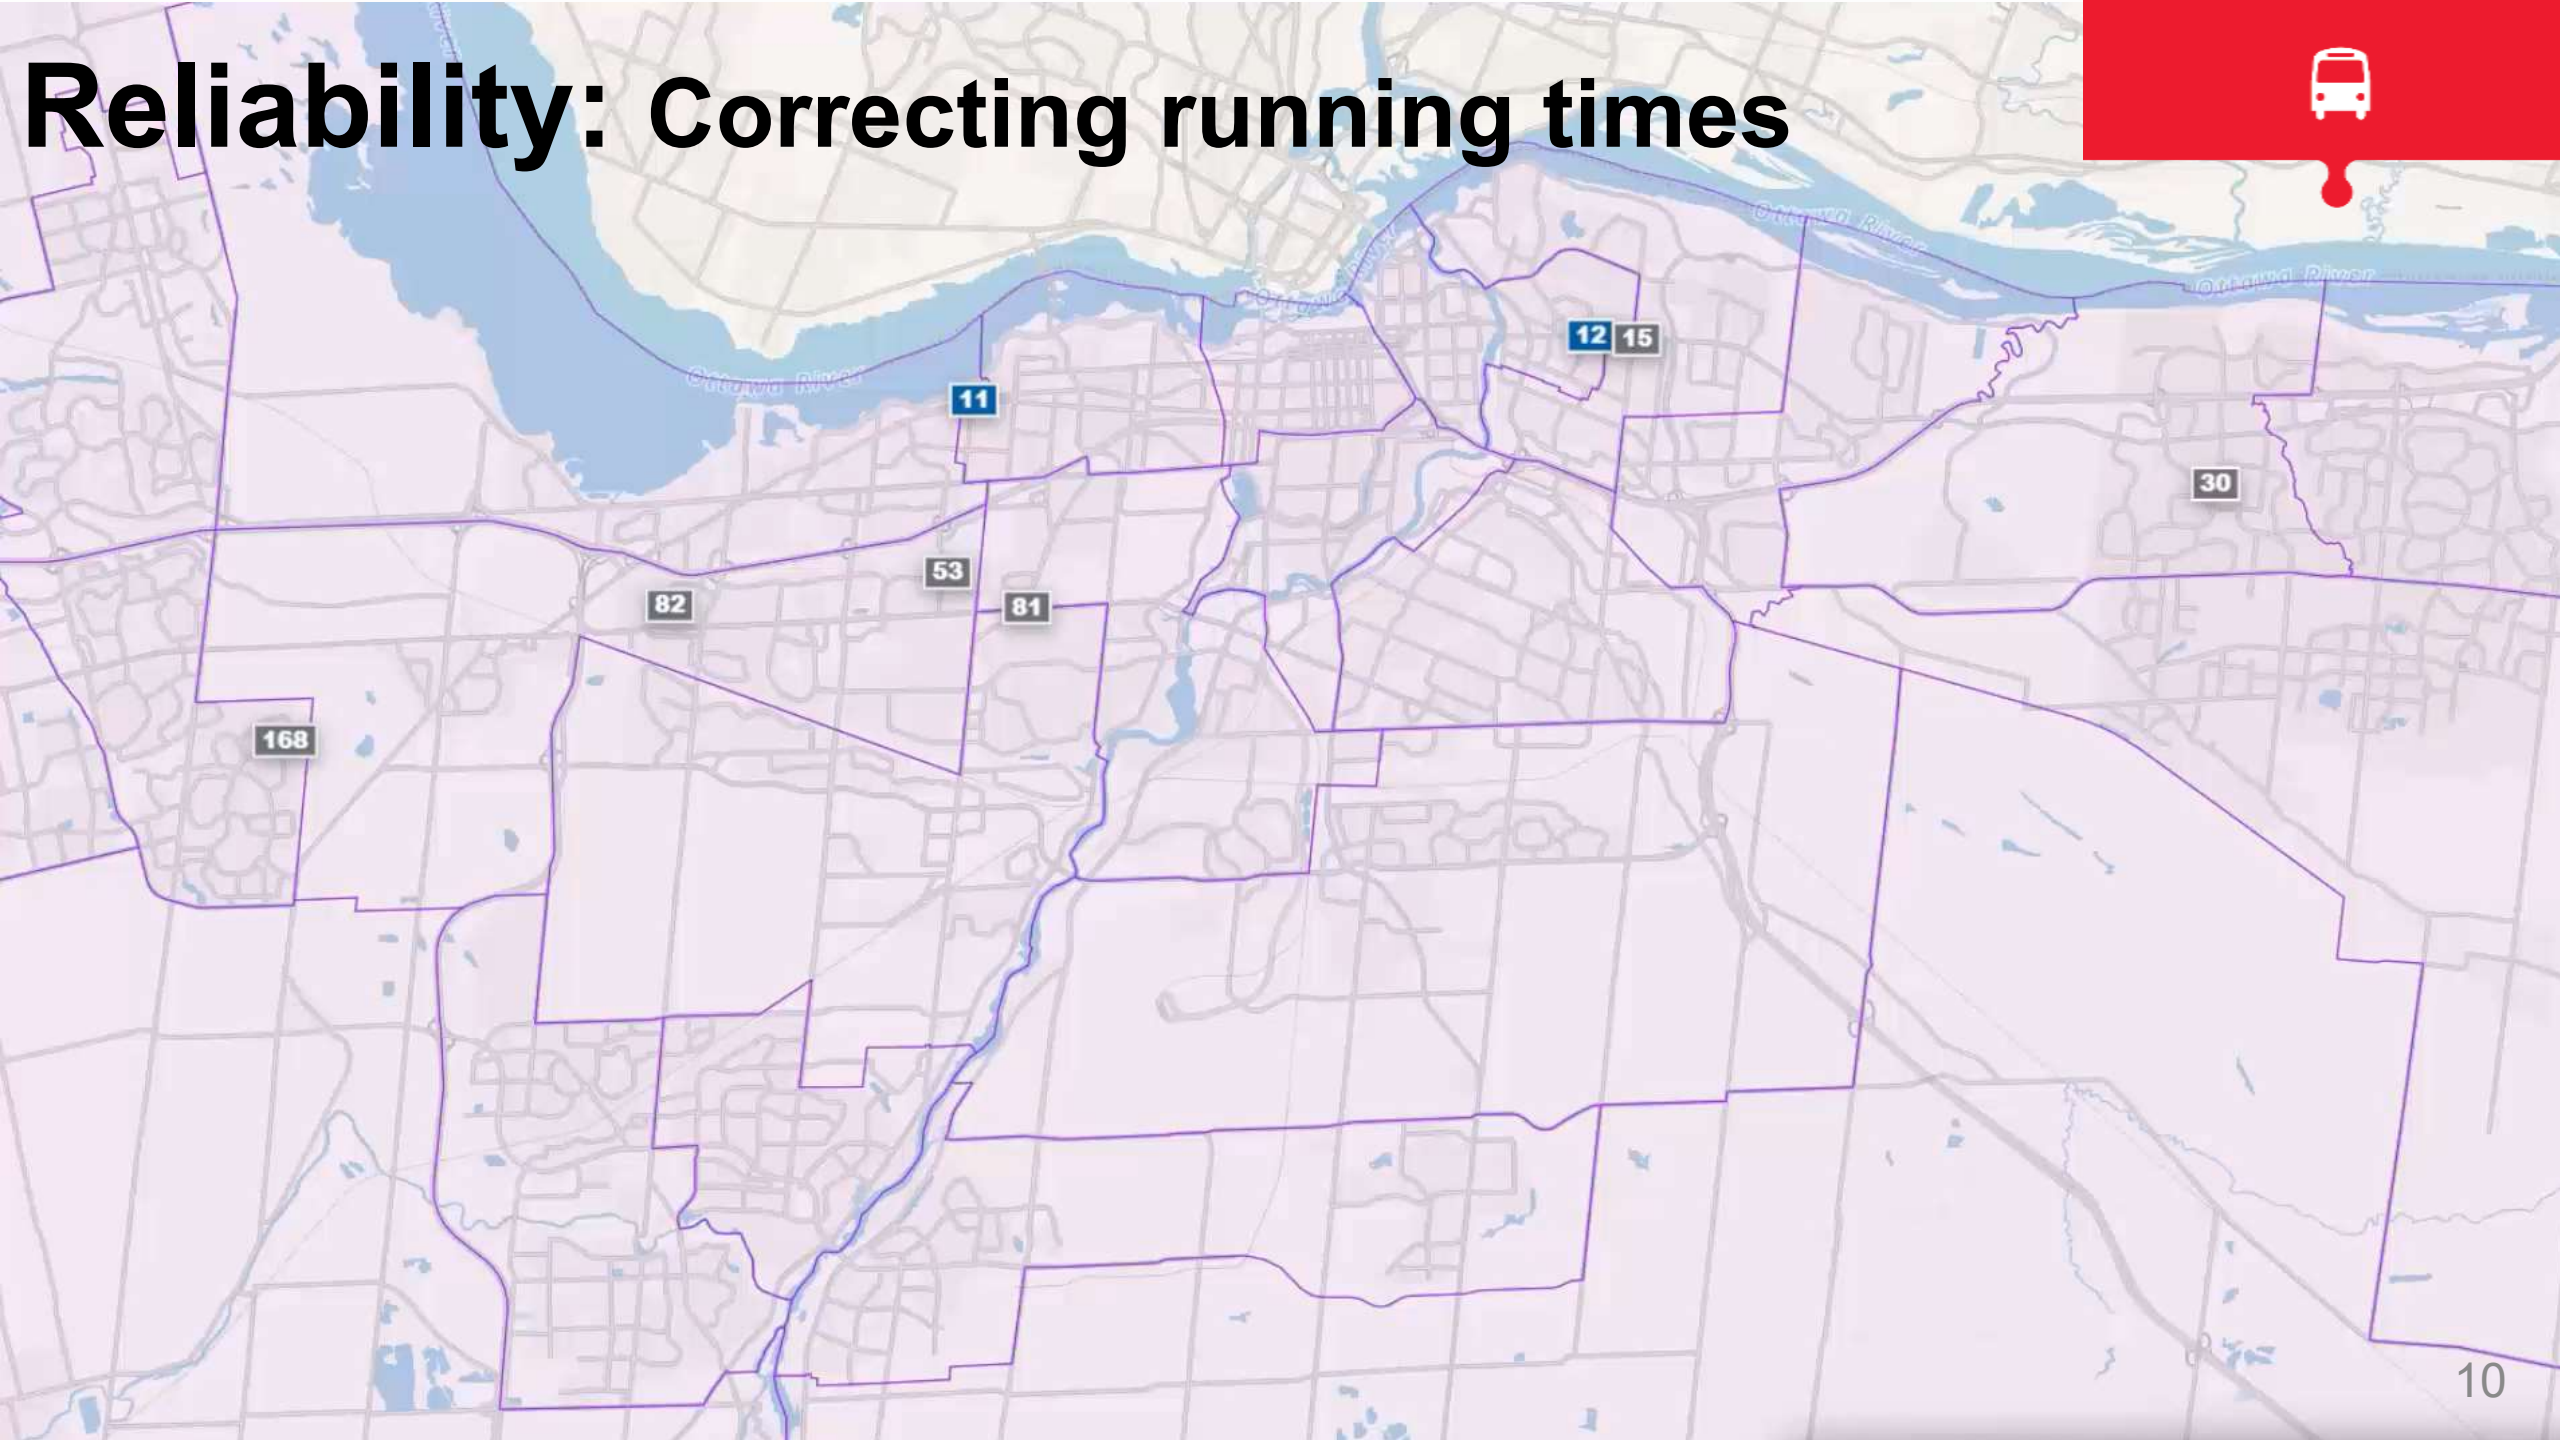 Reliability: Correcting running times
Ottawa River
Ottawa River
Ottawa River
12 15
11
30
53
82
81
168
10